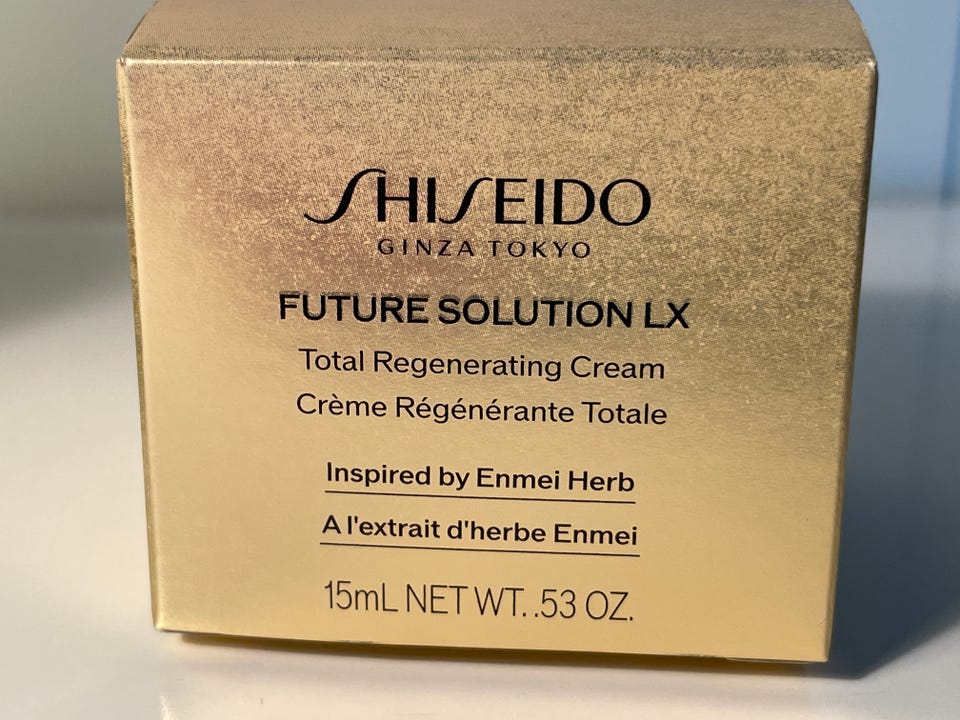 SHISEIDO
GINZA TOKYO
FUTURE SOLUTION LX
Total Regenerating Cream
Crème Régénérante Totale
Inspired by Enmei Herb
A l'extrait d'herbe Enmei
15mL NET WT. .53 OZ.